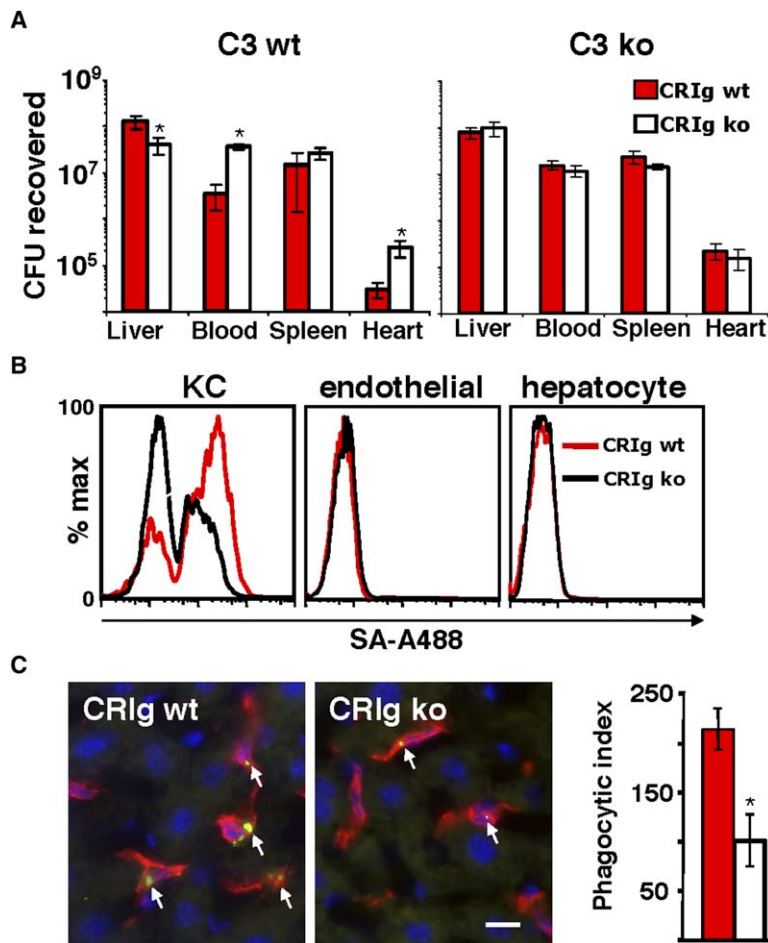 A
C3 wt
C3 ko
CFU recovered
10⁹
10⁷
10⁵
* * *
CRIg wt
CRIg ko
Liver Blood Spleen Heart
Liver Blood Spleen Heart
B
KC endothelial hepatocyte
% max
100
0
CRIg wt
CRIg ko
SA-A488
C
CRIg wt
CRIg ko
Phagocytic index
250
150
50
*